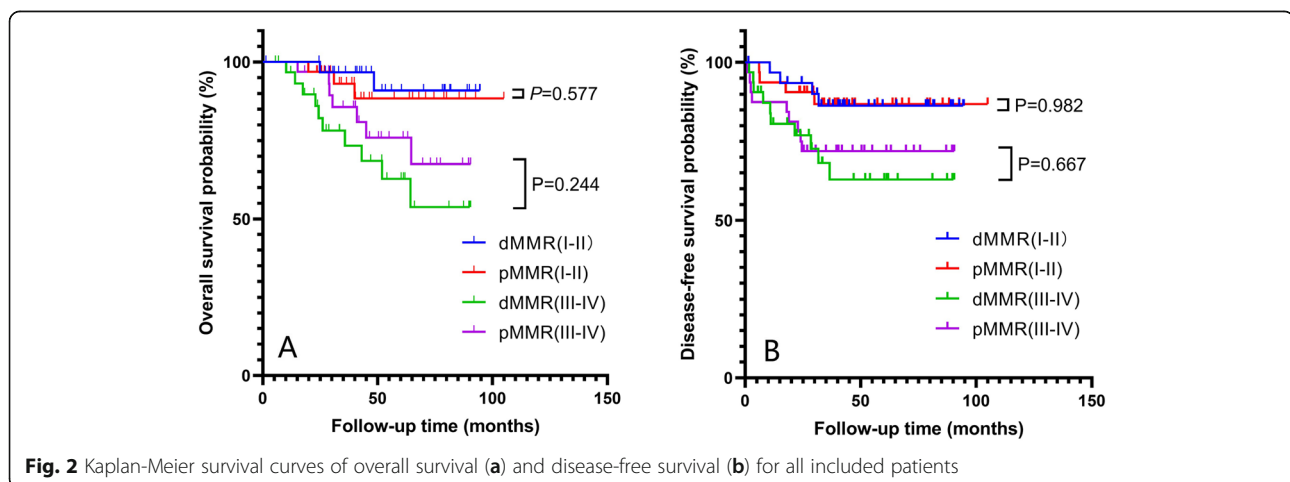 Overall survival probability (%)
100
50
0
P=0.577
P=0.244
dMMR(I-II)
pMMR(I-II)
dMMR(III-IV)
pMMR(III-IV)
A
0 50 100 150
Follow-up time (months)
Disease-free survival probability (%)
100
50
0
P=0.982
P=0.667
dMMR(I-II)
pMMR(I-II)
dMMR(III-IV)
pMMR(III-IV)
B
0 50 100 150
Follow-up time (months)
Fig. 2 Kaplan-Meier survival curves of overall survival (a) and disease-free survival (b) for all included patients